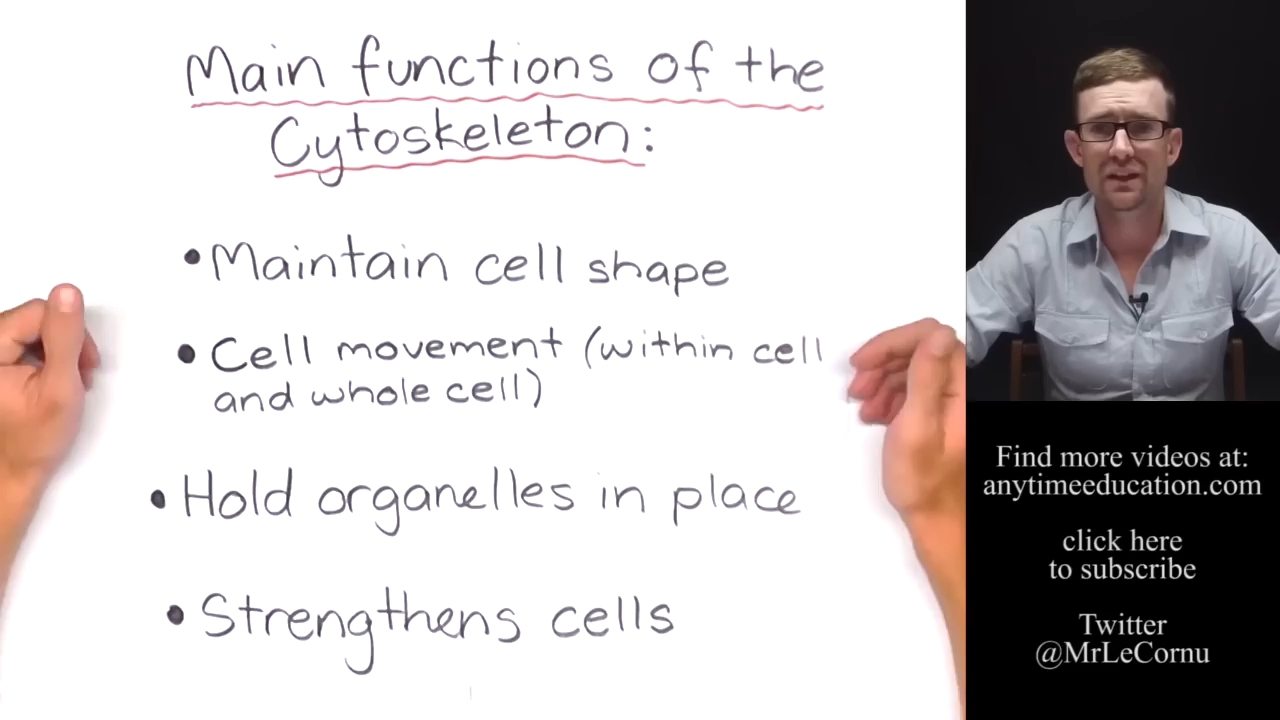 Main functions of the
Cytoskeleton:
•Maintain cell shape
• Cell movement (within cell
and whole cell)
• Hold organelles in place
• Strengthens cells
Find more videos at:
anytimeeducation.com
click here
to subscribe
Twitter
@MrLeCornu